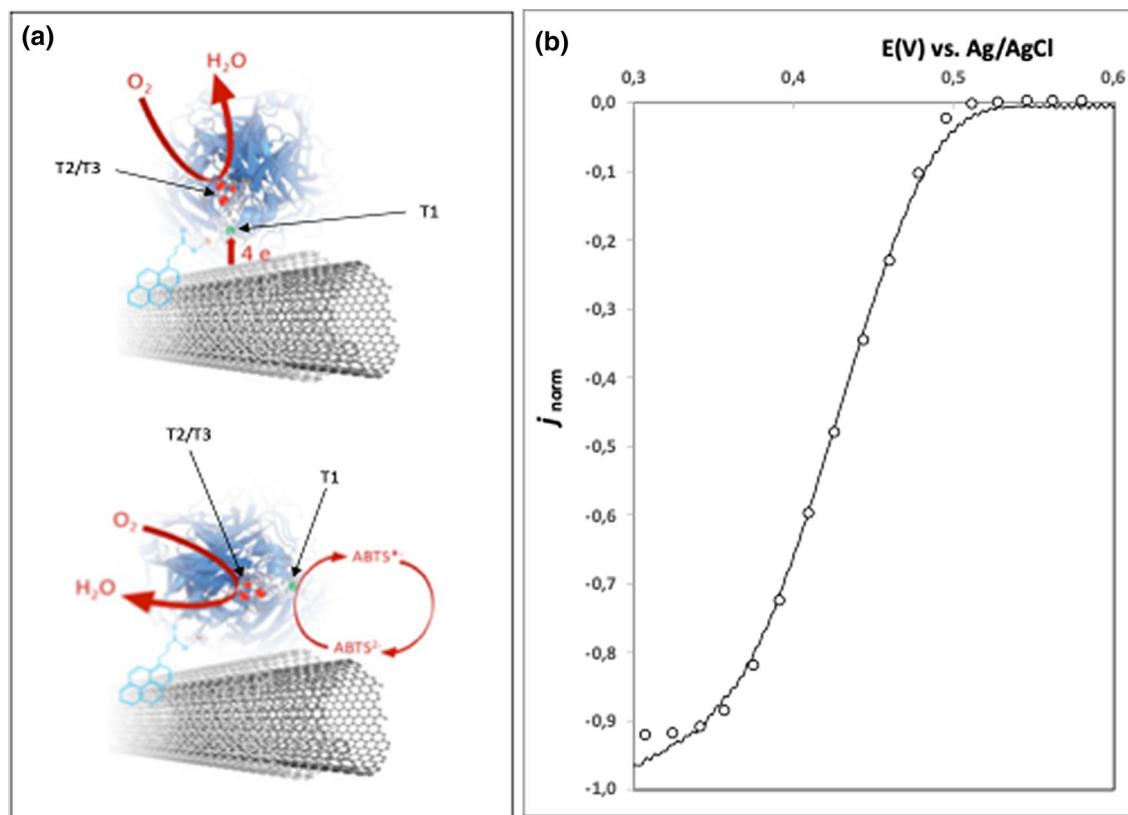 (a)
H₂O
O₂
T2/T3
T1
4 e
T2/T3
T1
O₂
ABTS•-
H₂O
ABTS²-
(b)
E(V) vs. Ag/AgCl
0,3 0,4 0,5 0,6
0,0
-0,1
-0,2
-0,3
-0,4
-0,5
-0,6
-0,7
-0,8
-0,9
-1,0
j norm